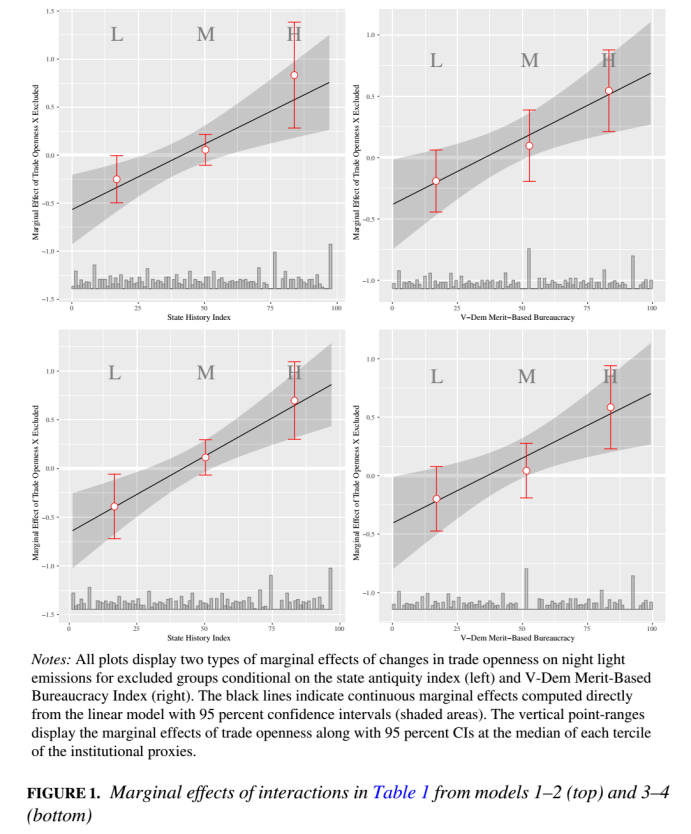 1.5
1.0
0.5
0.0
−0.5
−1.0
−1.5
Marginal Effect of Trade Openness X Excluded
L M H
0 25 50 75 100
State History Index
1.0
0.5
0.0
−0.5
−1.0
Marginal Effect of Trade Openness X Excluded
L M H
0 25 50 75 100
V−Dem Merit−Based Bureaucracy
1.0
0.5
0.0
−0.5
−1.0
−1.5
Marginal Effect of Trade Openness X Excluded
L M H
0 25 50 75 100
State History Index
1.0
0.5
0.0
−0.5
−1.0
Marginal Effect of Trade Openness X Excluded
L M H
0 25 50 75 100
V−Dem Merit−Based Bureaucracy
Notes: All plots display two types of marginal effects of changes in trade openness on night light
emissions for excluded groups conditional on the state antiquity index (left) and V-Dem Merit-Based
Bureaucracy Index (right). The black lines indicate continuous marginal effects computed directly
from the linear model with 95 percent confidence intervals (shaded areas). The vertical point-ranges
display the marginal effects of trade openness along with 95 percent CIs at the median of each tercile
of the institutional proxies.
FIGURE 1. Marginal effects of interactions in Table 1 from models 1–2 (top) and 3–4
(bottom)